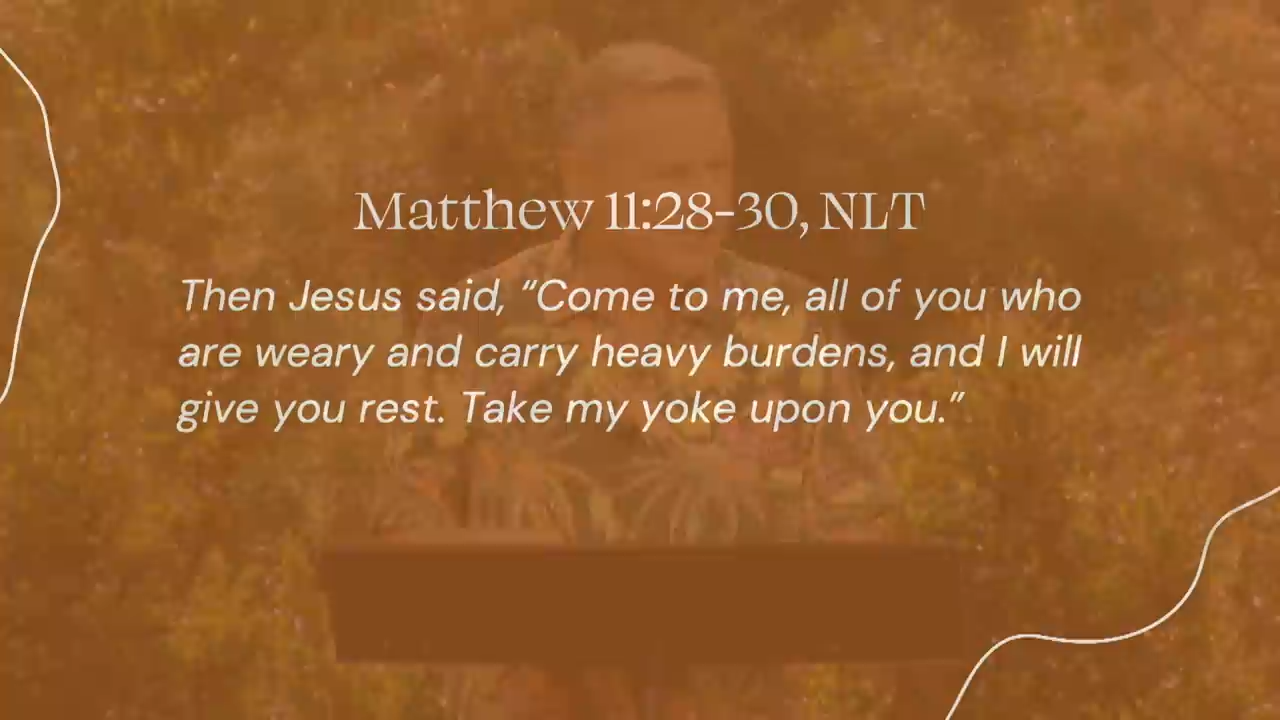 Matthew 11:28-30, NLT
Then Jesus said, “Come to me, all of you who
are weary and carry heavy burdens, and I will
give you rest. Take my yoke upon you.”